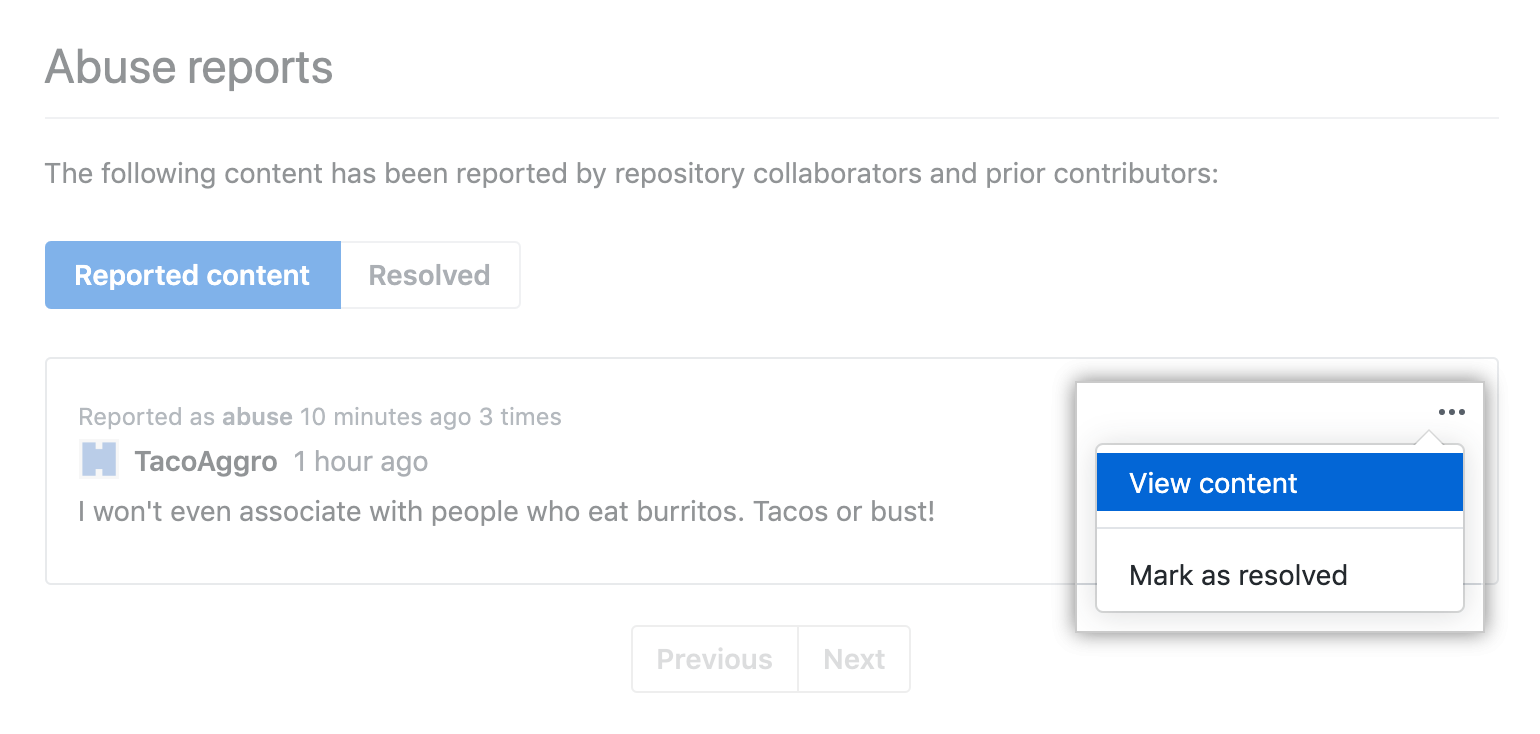 Abuse reports
The following content has been reported by repository collaborators and prior contributors:
Reported content Resolved
Reported as abuse 10 minutes ago 3 times
TacoAggro 1 hour ago
I won't even associate with people who eat burritos. Tacos or bust!
View content
Mark as resolved
Previous Next